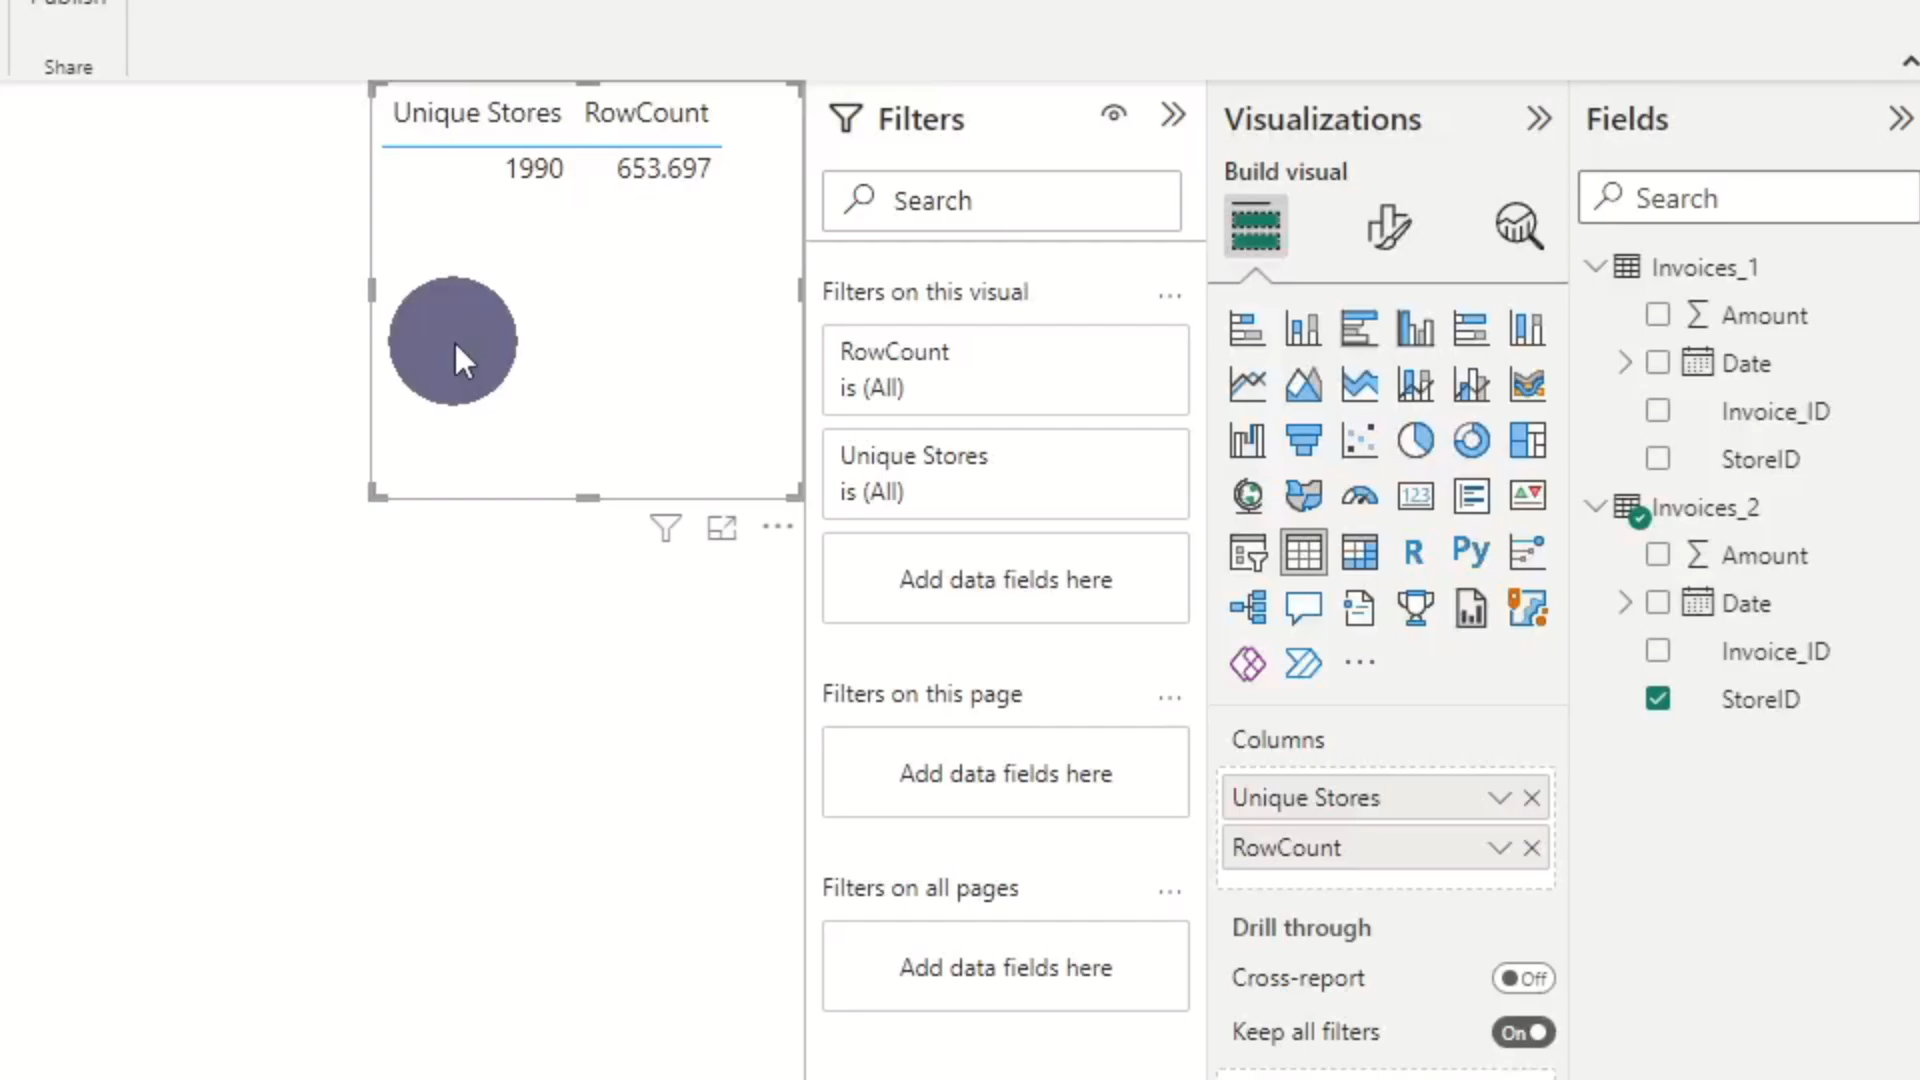 Publish
Share
Unique Stores RowCount
1990 653.697
Filters
Search
Filters on this visual ...
RowCount
is (All)
Unique Stores
is (All)
Add data fields here
Filters on this page ...
Add data fields here
Filters on all pages ...
Add data fields here
Visualizations
Build visual
123
R Py
...
Columns
Unique Stores
RowCount
Drill through
Cross-report Off
Keep all filters On
Fields
Search
Invoices_1
Amount
Date
Invoice_ID
StoreID
Invoices_2
Amount
Date
Invoice_ID
StoreID